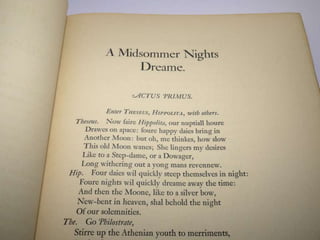 A Midsommer Nights
Dreame.
ACTUS PRIMUS.
Enter THESEUS, HIPPOLITA, with others.
Theseus. Now faire Hippolita, our nuptiall houre
Drawes on apace: foure happy daies bring in
Another Moon: but oh, me thinkes, how slow
This old Moon wanes; She lingers my desires
Like to a Step-dame, or a Dowager,
Long withering out a yong mans revennew.
Hip. Four daies wil quickly steep themselves in night:
Foure nights wil quickly dreame away the time:
And then the Moone, like to a silver bow,
New-bent in heaven, shal behold the night
Of our solemnities.
The. Go Philostrate,
Stirre up the Athenian youth to merriments,